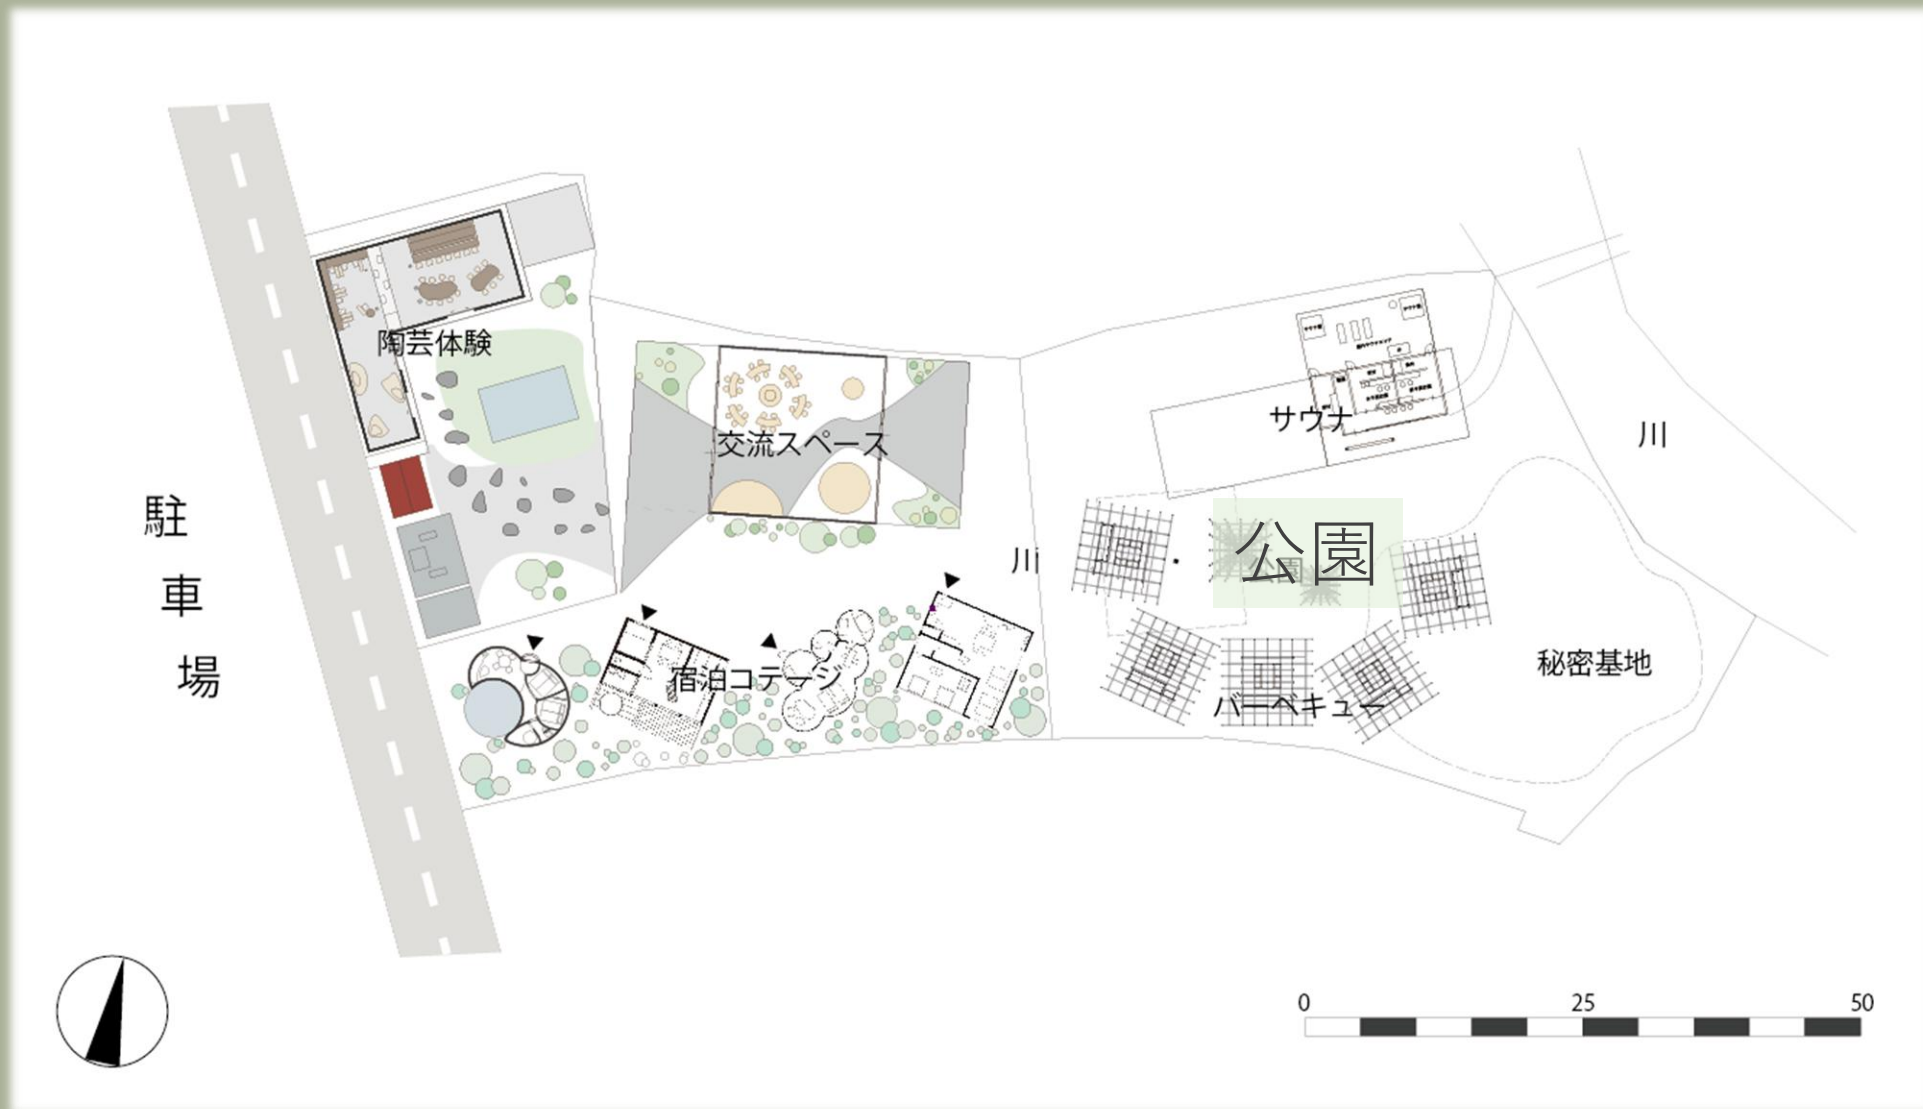 陶芸体験
交流スペース
サウナ
川
駐
車
場
川
公園
公園
秘密基地
宿泊コテージ
バーベキュー
0 25 50